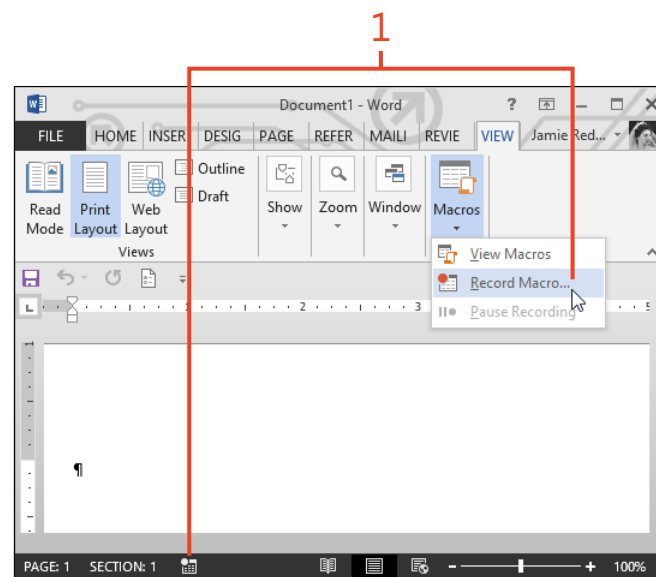 1
Document1 - Word ?
FILE HOME INSER DESIG PAGE REFER MAILI REVIE VIEW Jamie Red...
Outline
Draft
Read Mode
Print Layout
Web Layout
Show
Zoom
Window
Macros
Views
View Macros
Record Macro...
Pause Recording
L 1 2 3 5
1
¶
PAGE: 1 SECTION: 1 100%